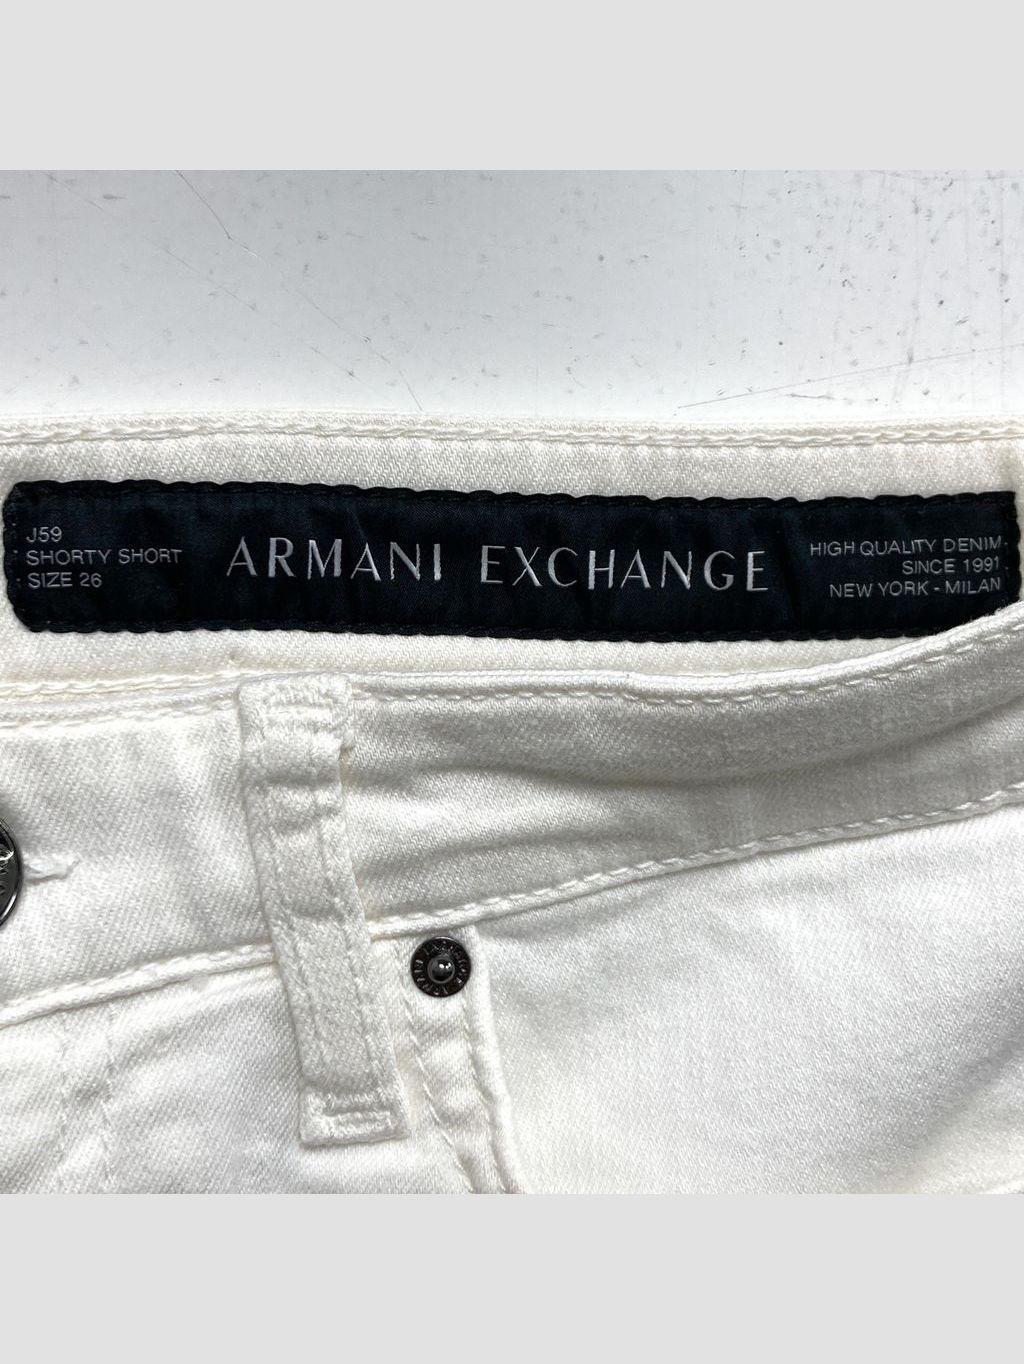 J59
SHORTY SHORT
SIZE 26
ARMANI EXCHANGE
HIGH QUALITY DENIM
SINCE 1991
NEW YORK - MILAN